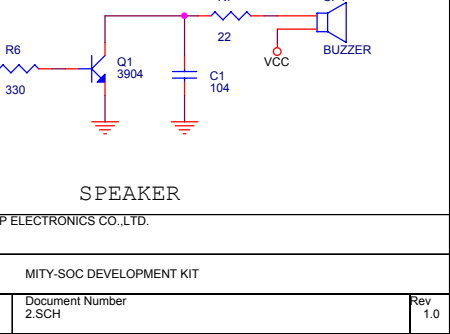 R6
330
Q1
3904
C1
104
22
VCC
BUZZER
SPEAKER
P ELECTRONICS CO.,LTD.
MITY-SOC DEVELOPMENT KIT
Document Number
2.SCH
Rev
1.0